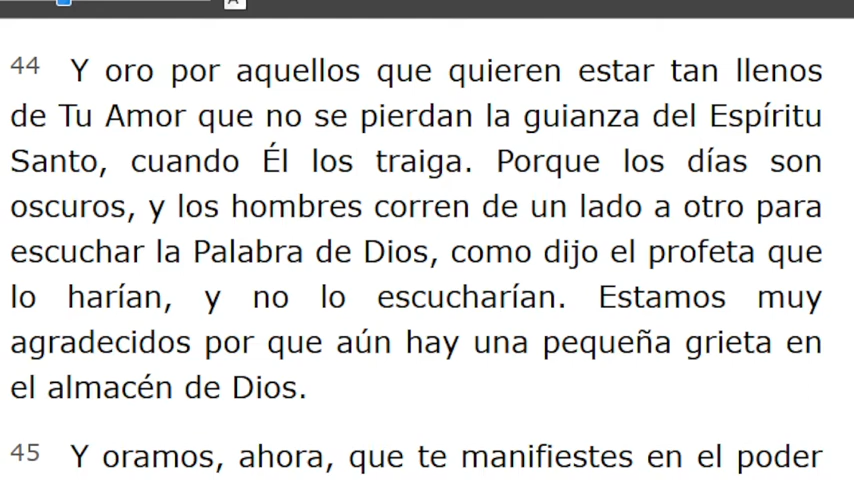 44 Y oro por aquellos que quieren estar tan llenos
de Tu Amor que no se pierdan la guianza del Espíritu
Santo, cuando Él los traiga. Porque los días son
oscuros, y los hombres corren de un lado a otro para
escuchar la Palabra de Dios, como dijo el profeta que
lo harían, y no lo escucharían. Estamos muy
agradecidos por que aún hay una pequeña grieta en
el almacén de Dios.
45 Y oramos, ahora, que te manifiestes en el poder